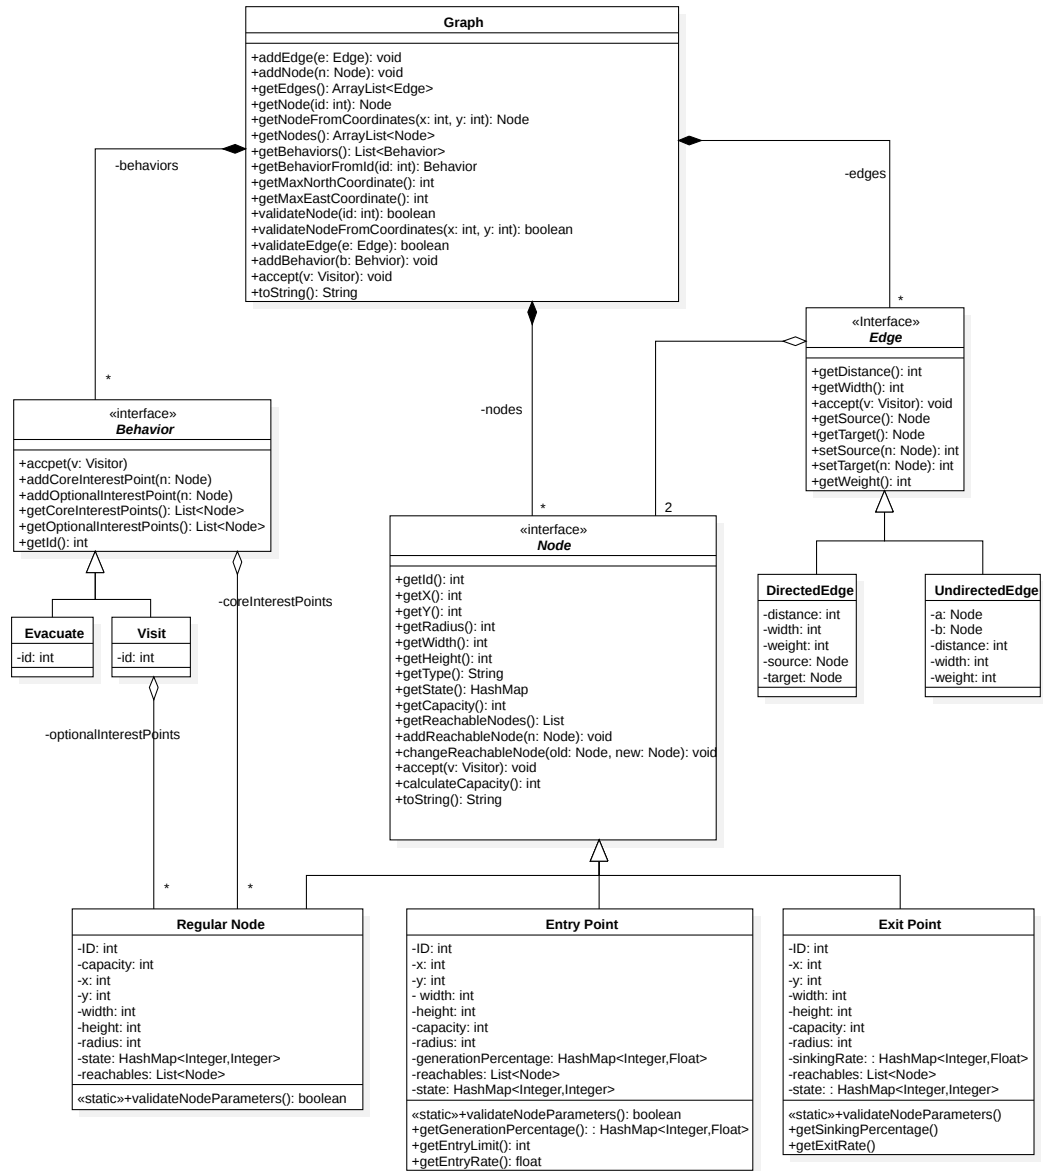 Graph
+addEdge(e: Edge): void
+addNode(n: Node): void
+getEdges(): ArrayList<Edge>
+getNode(id: int): Node
+getNodeFromCoordinates(x: int, y: int): Node
+getNodes(): ArrayList<Node>
+getBehaviors(): List<Behavior>
+getBehaviorFromId(id: int): Behavior
+getMaxNorthCoordinate(): int
+getMaxEastCoordinate(): int
+validateNode(id: int): boolean
+validateNodeFromCoordinates(x: int, y: int): boolean
+validateEdge(e: Edge): boolean
+addBehavior(b: Behvior): void
+accept(v: Visitor): void
+toString(): String
-behaviors
*
-nodes
*
-edges
*
2
«interface»
Behavior
+accpet(v: Visitor)
+addCoreInterestPoint(n: Node)
+addOptionalInterestPoint(n: Node)
+getCoreInterestPoints(): List<Node>
+getOptionalInterestPoints(): List<Node>
+getId(): int
«Interface»
Edge
+getDistance(): int
+getWidth(): int
+accept(v: Visitor): void
+getSource(): Node
+getTarget(): Node
+setSource(n: Node): int
+setTarget(n: Node): int
+getWeight(): int
«interface»
Node
+getId(): int
+getX(): int
+getY(): int
+getRadius(): int
+getWidth(): int
+getHeight(): int
+getType(): String
+getState(): HashMap
+getCapacity(): int
+getReachableNodes(): List
+addReachableNode(n: Node): void
+changeReachableNode(old: Node, new: Node): void
+accept(v: Visitor): void
+calculateCapacity(): int
+toString(): String
Evacuate
-id: int
Visit
-id: int
-coreInterestPoints
*
-optionalInterestPoints
*
DirectedEdge
-distance: int
-width: int
-weight: int
-source: Node
-target: Node
UndirectedEdge
-a: Node
-b: Node
-distance: int
-width: int
-weight: int
Regular Node
-ID: int
-capacity: int
-x: int
-y: int
-width: int
-height: int
-radius: int
-state: HashMap<Integer,Integer>
-reachables: List<Node>
«static»+validateNodeParameters(): boolean
Entry Point
-ID: int
-x: int
-y: int
- width: int
-height: int
-capacity: int
-radius: int
-generationPercentage: HashMap<Integer,Float>
-reachables: List<Node>
-state: HashMap<Integer,Integer>
«static»+validateNodeParameters(): boolean
+getGenerationPercentage(): : HashMap<Integer,Float>
+getEntryLimit(): int
+getEntryRate(): float
Exit Point
-ID: int
-x: int
-y: int
-width: int
-height: int
-capacity: int
-radius: int
-sinkingRate: : HashMap<Integer,Float>
-reachables: List<Node>
-state: : HashMap<Integer,Integer>
«static»+validateNodeParameters()
+getSinkingPercentage()
+getExitRate()